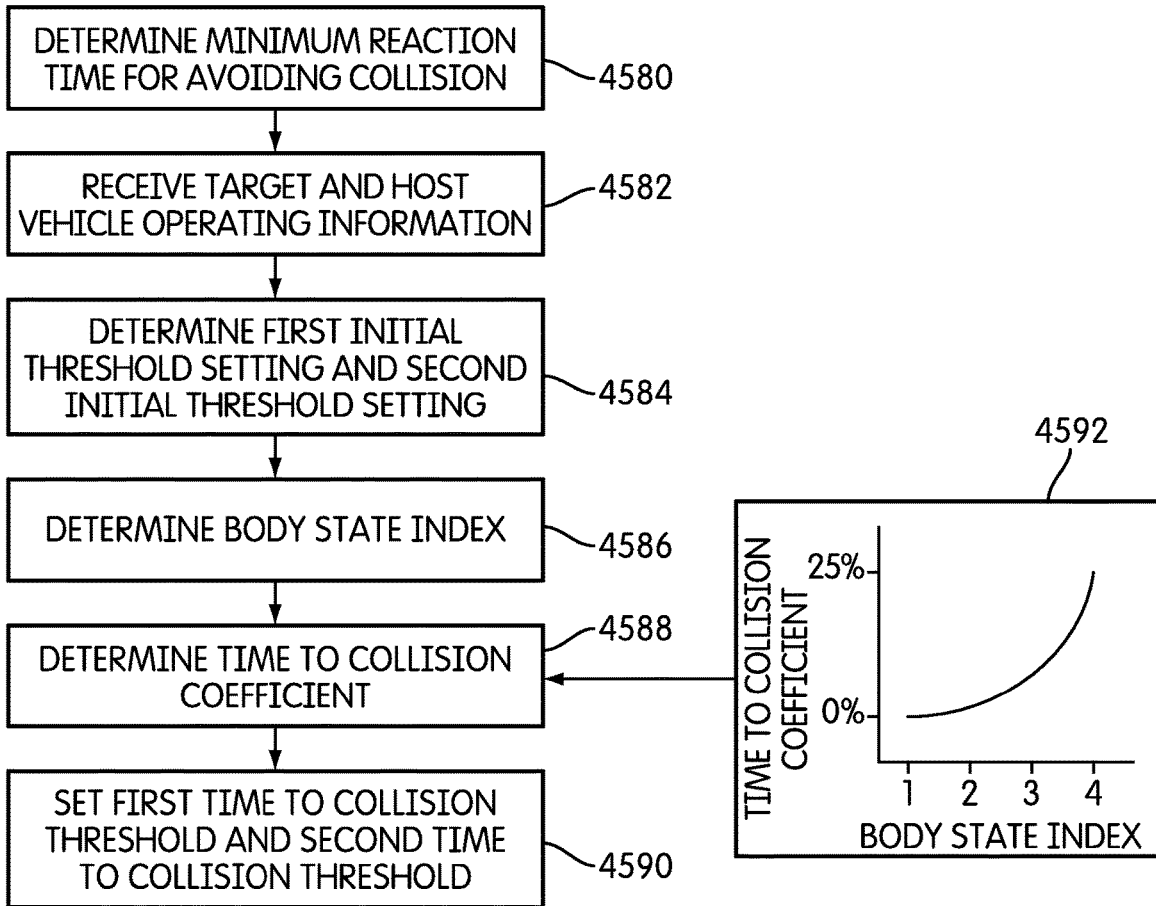 DETERMINE MINIMUM REACTION
TIME FOR AVOIDING COLLISION
4580
RECEIVE TARGET AND HOST
VEHICLE OPERATING INFORMATION
4582
DETERMINE FIRST INITIAL
THRESHOLD SETTING AND SECOND
INITIAL THRESHOLD SETTING
4584
DETERMINE BODY STATE INDEX
4586
DETERMINE TIME TO COLLISION
COEFFICIENT
4588
SET FIRST TIME TO COLLISION
THRESHOLD AND SECOND TIME
TO COLLISION THRESHOLD
4590
4592
TIME TO COLLISION
COEFFICIENT
25%
0%
1 2 3 4
BODY STATE INDEX